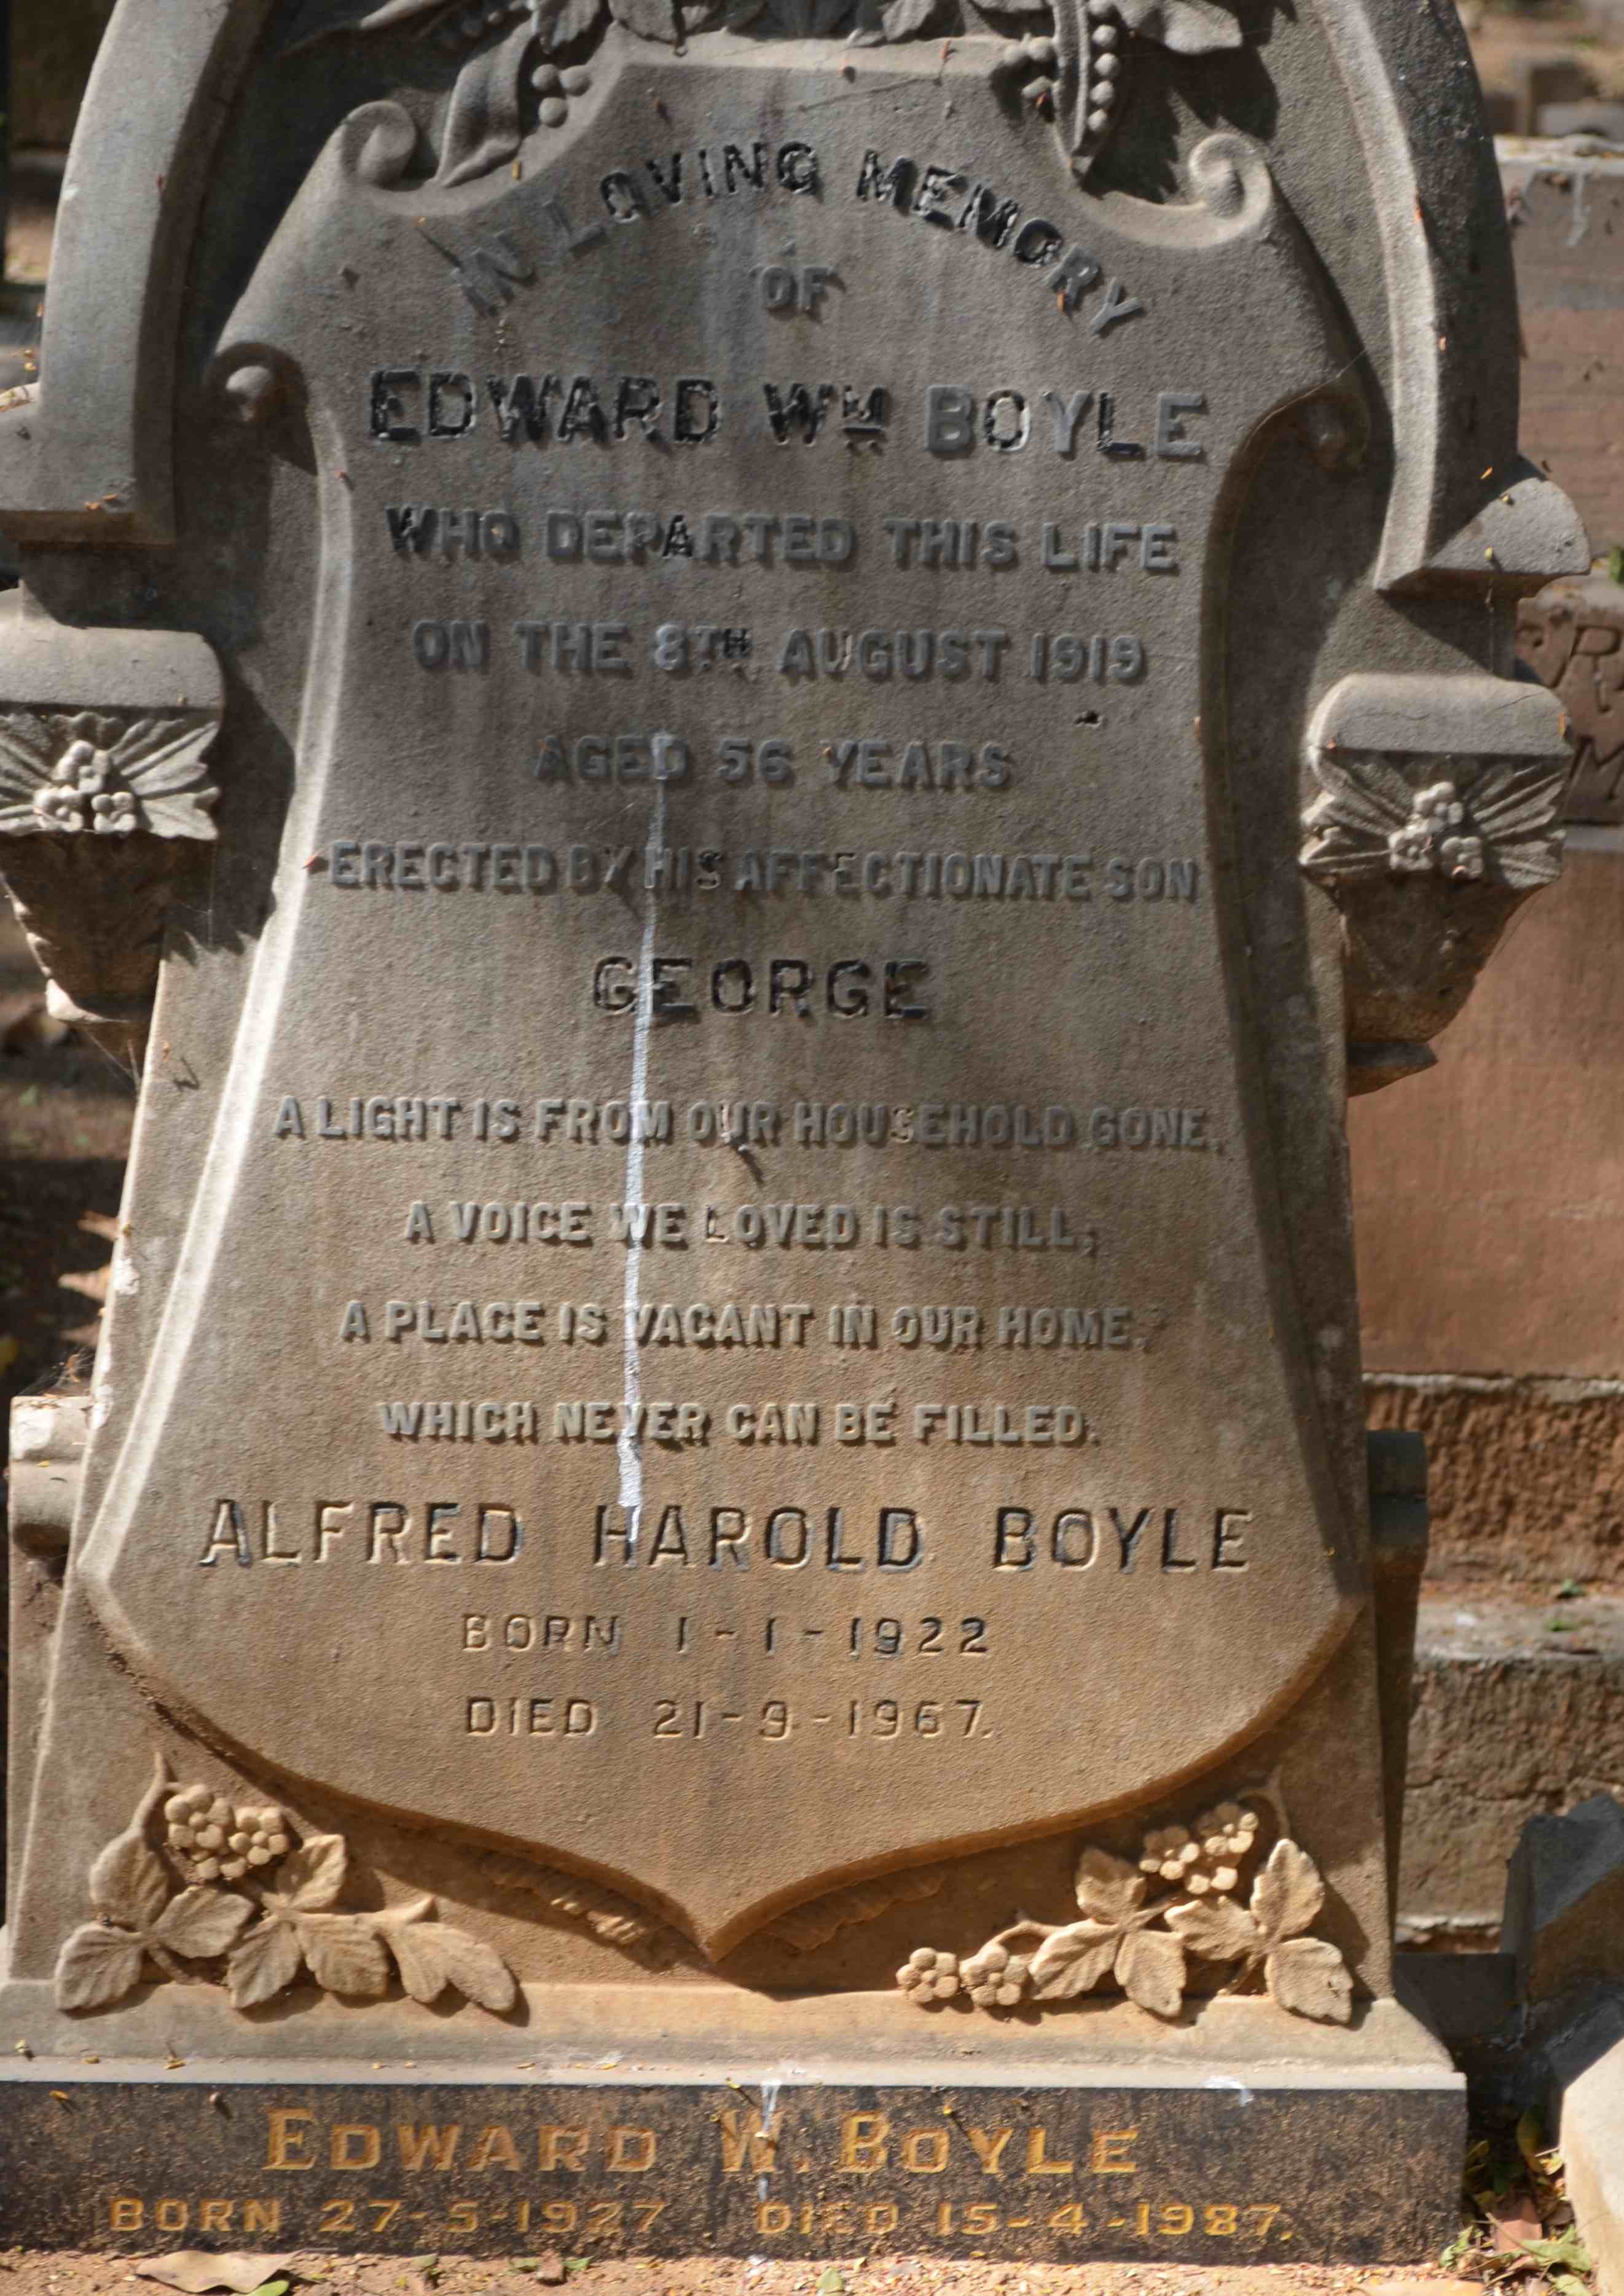 IN LOVING MEMORY
OF
EDWARD WM BOYLE
WHO DEPARTED THIS LIFE
ON THE 8TH AUGUST 1919
AGED 56 YEARS
ERECTED BY HIS AFFECTIONATE SON
GEORGE
A LIGHT IS FROM OUR HOUSEHOLD GONE,
A VOICE WE LOVED IS STILL;
A PLACE IS VACANT IN OUR HOME,
WHICH NEVER CAN BE FILLED.
ALFRED HAROLD BOYLE
BORN 1-1-1922
DIED 21-9-1967.
EDWARD W. BOYLE
BORN 27-5-1927 DIED 15-4-1987.